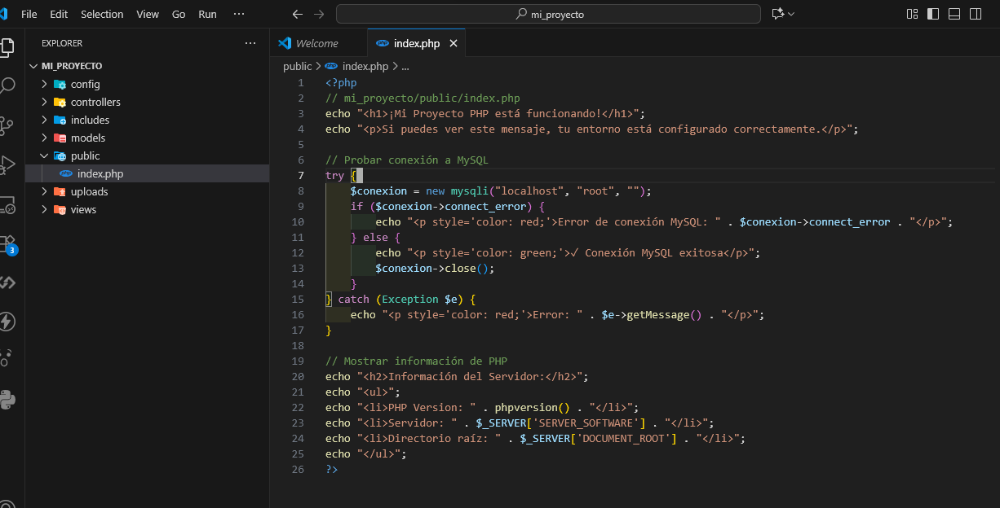 File Edit Selection View Go Run ··· mi_proyecto
EXPLORER ···
Welcome
index.php
MI_PROYECTO
config
controllers
includes
models
public
index.php
uploads
views
3
public > index.php > ...
1 <?php
2 // mi_proyecto/public/index.php
3 echo "<h1>¡Mi Proyecto PHP está funcionando!</h1>";
4 echo "<p>Si puedes ver este mensaje, tu entorno está configurado correctamente.</p>";
5
6 // Probar conexión a MySQL
7 try {
8     $conexion = new mysqli("localhost", "root", "");
9     if ($conexion->connect_error) {
10         echo "<p style='color: red;'>Error de conexión MySQL: " . $conexion->connect_error . "</p>";
11     } else {
12         echo "<p style='color: green;'>✓ Conexión MySQL exitosa</p>";
13         $conexion->close();
14     }
15 } catch (Exception $e) {
16     echo "<p style='color: red;'>Error: " . $e->getMessage() . "</p>";
17 }
18
19 // Mostrar información de PHP
20 echo "<h2>Información del Servidor:</h2>";
21 echo "<ul>";
22 echo "<li>PHP Version: " . phpversion() . "</li>";
23 echo "<li>Servidor: " . $_SERVER['SERVER_SOFTWARE'] . "</li>";
24 echo "<li>Directorio raíz: " . $_SERVER['DOCUMENT_ROOT'] . "</li>";
25 echo "</ul>";
26 ?>